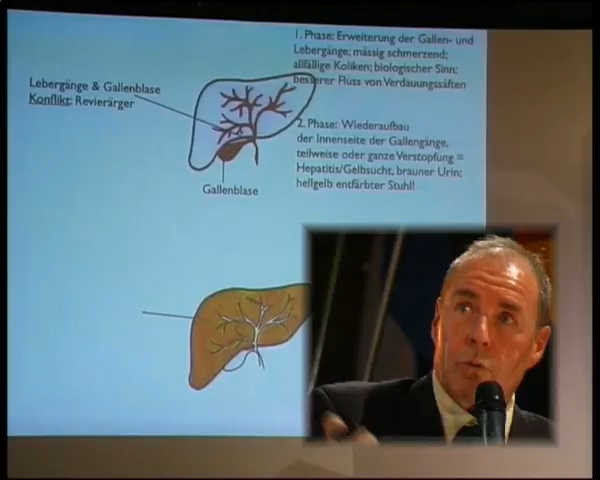 Lebergänge & Gallenblase
Konflikt: Revierärger
Gallenblase
1. Phase: Erweiterung der Gallen- und
Lebergänge; mässig schmerzend;
allfällige Koliken; biologischer Sinn:
besserer Fluss von Verdauungssäften
2. Phase: Wiederaufbau
der Innenseite der Gallengänge,
teilweise oder ganze Verstopfung =
Hepatitis/Gelbsucht, brauner Urin;
hellgelb entfärbter Stuhl!